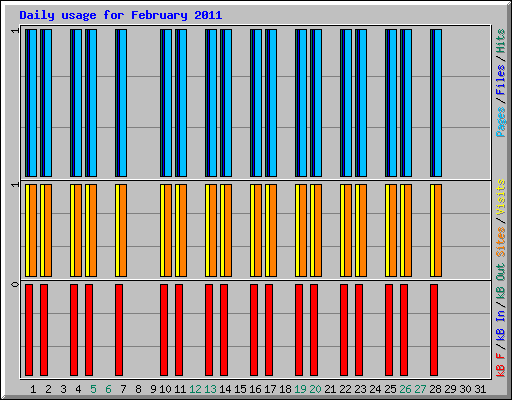 Daily usage for February 2011
1
1
0
Pages / Files / Hits
kB F / kB In / kB Out Sites / Visits
1 2 3 4 5 6 7 8 9 10 11 12 13 14 15 16 17 18 19 20 21 22 23 24 25 26 27 28 29 30 31